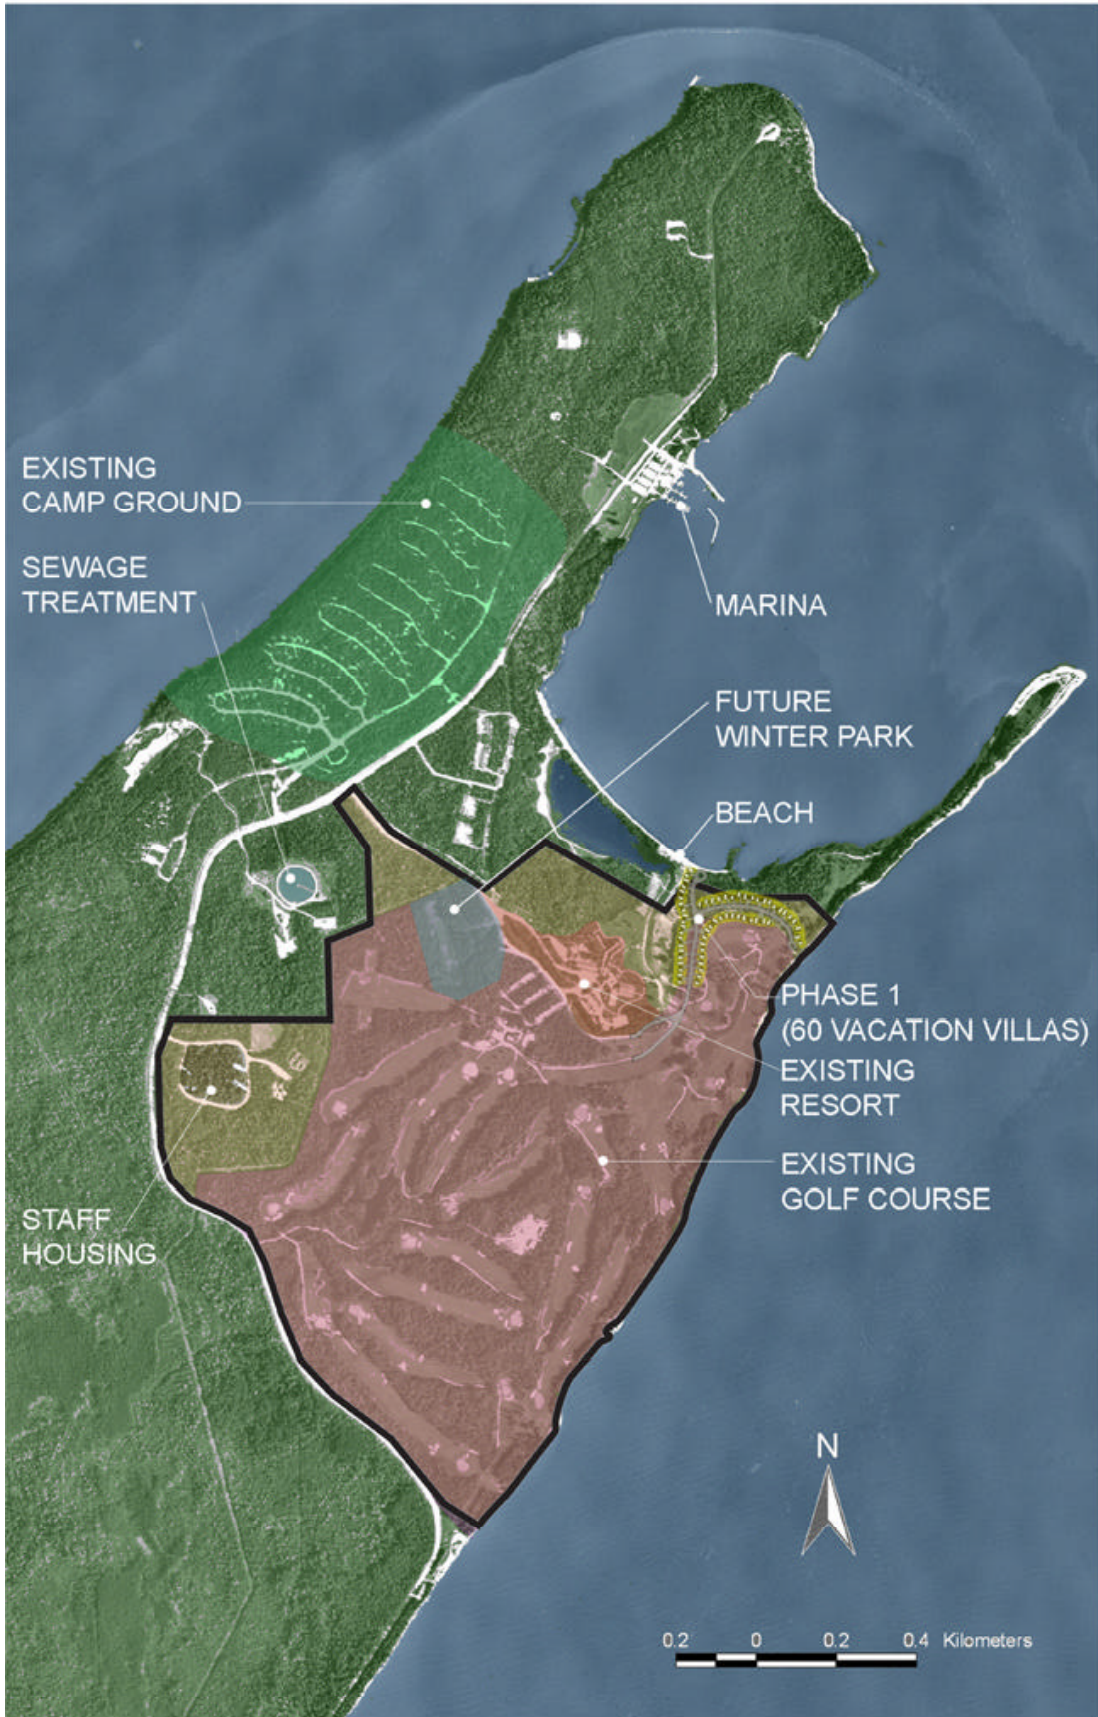 EXISTING
CAMP GROUND
SEWAGE
TREATMENT
MARINA
FUTURE
WINTER PARK
BEACH
PHASE 1
(60 VACATION VILLAS)
EXISTING
RESORT
EXISTING
GOLF COURSE
STAFF
HOUSING
N
0.2 0 0.2 0.4 Kilometers